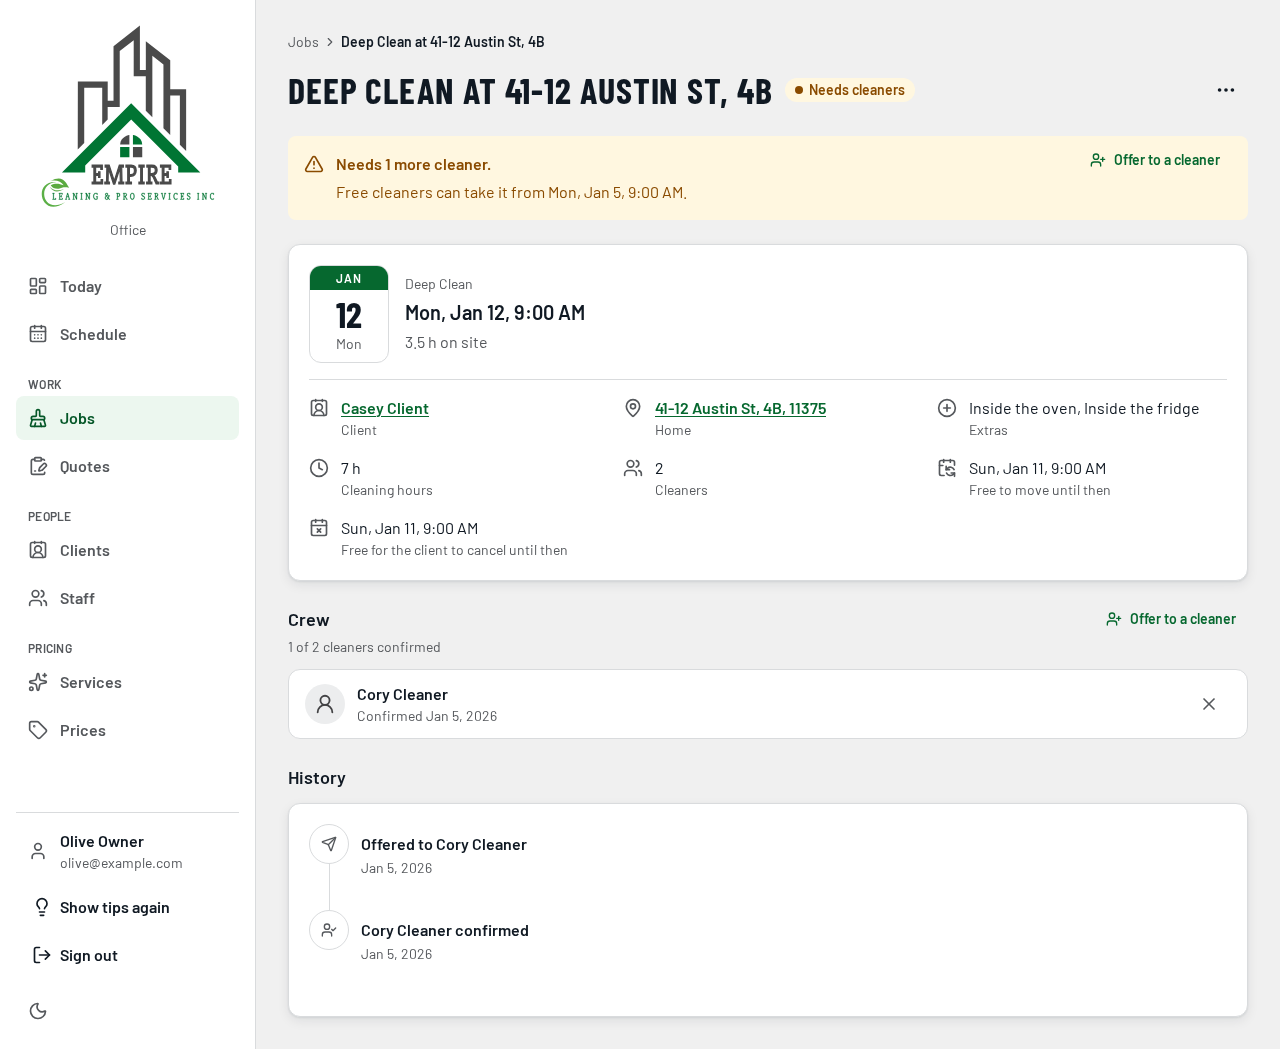 EMPIRE
CLEANING & PRO SERVICES INC
Office
Today
Schedule
WORK
Jobs
Quotes
PEOPLE
Clients
Staff
PRICING
Services
Prices
Olive Owner
olive@example.com
Show tips again
Sign out
Jobs > Deep Clean at 41-12 Austin St, 4B
DEEP CLEAN AT 41-12 AUSTIN ST, 4B
Needs cleaners
Needs 1 more cleaner.
Free cleaners can take it from Mon, Jan 5, 9:00 AM.
Offer to a cleaner
JAN
12
Mon
Deep Clean
Mon, Jan 12, 9:00 AM
3.5 h on site
Casey Client
Client
41-12 Austin St, 4B, 11375
Home
Inside the oven, Inside the fridge
Extras
7 h
Cleaning hours
2
Cleaners
Sun, Jan 11, 9:00 AM
Free to move until then
Sun, Jan 11, 9:00 AM
Free for the client to cancel until then
Crew
1 of 2 cleaners confirmed
Offer to a cleaner
Cory Cleaner
Confirmed Jan 5, 2026
History
Offered to Cory Cleaner
Jan 5, 2026
Cory Cleaner confirmed
Jan 5, 2026